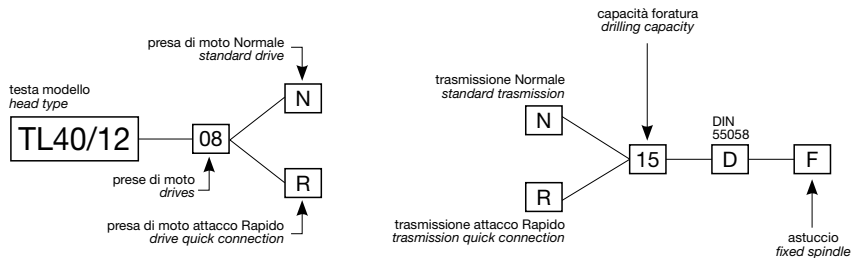 presa di moto Normale
standard drive
testa modello
head type
TL40/12
08
N
R
prese di moto
drives
presa di moto attacco Rapido
drive quick connection
capacità foratura
drilling capacity
trasmissione Normale
standard trasmission
N
R
15
DIN
55058
D
F
trasmissione attacco Rapido
trasmission quick connection
astuccio
fixed spindle